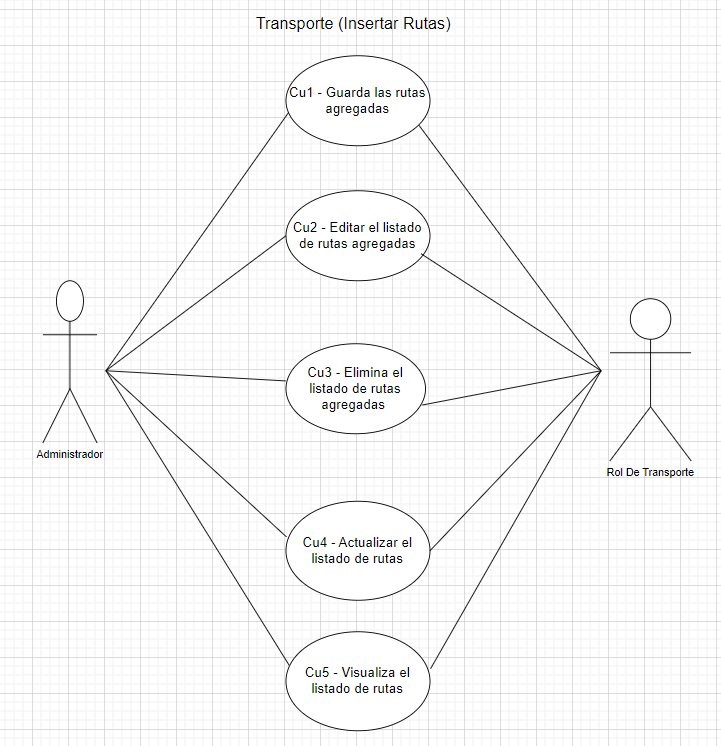 Transporte (Insertar Rutas)
Cu1 - Guarda las rutas
agregadas
Cu2 - Editar el listado
de rutas agregadas
Cu3 - Elimina el
listado de rutas
agregadas
Administrador
Rol De Transporte
Cu4 - Actualizar el
listado de rutas
Cu5 - Visualiza el
listado de rutas